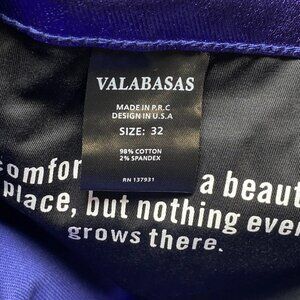 VALABASAS
MADE IN P.R.C
DESIGN IN U.S.A
SIZE: 32
98% COTTON
2% SPANDEX
RN 137931
comfor a beaut
place, but nothing ever
grows there.